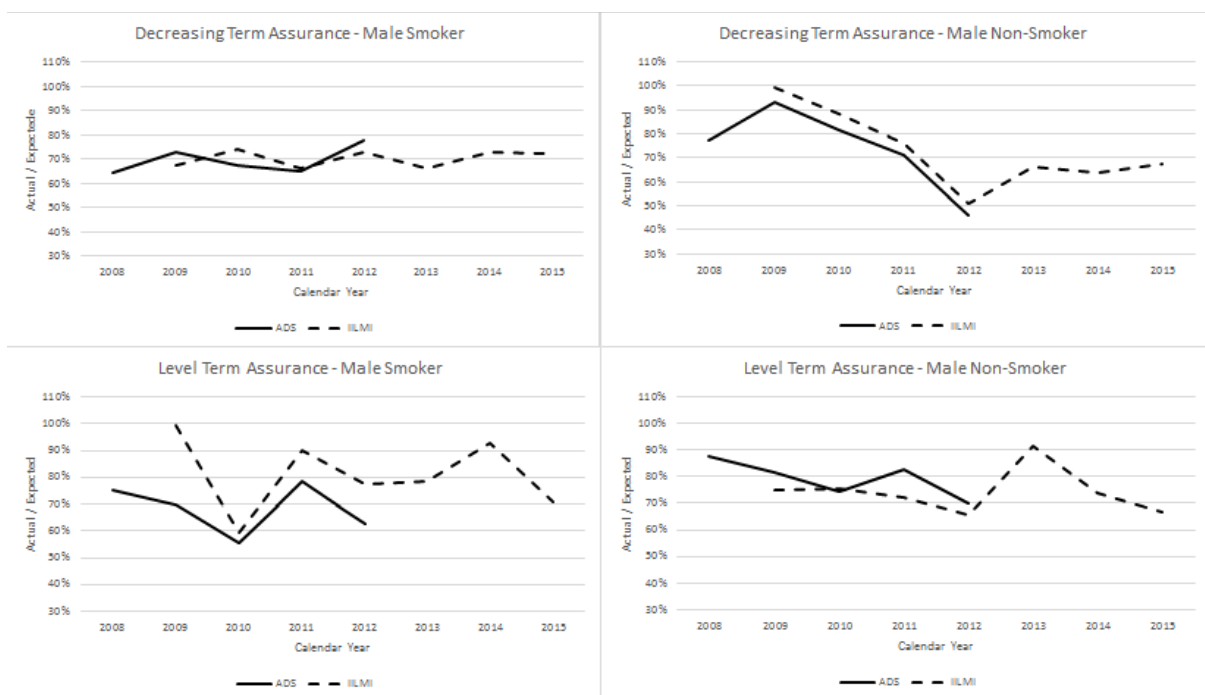 Decreasing Term Assurance - Male Smoker
110%
100%
90%
80%
70%
60%
50%
40%
30%
Actual / Expectede
2008 2009 2010 2011 2012 2013 2014 2015
Calendar Year
ADS IILMI
Decreasing Term Assurance - Male Non-Smoker
110%
100%
90%
80%
70%
60%
50%
40%
30%
Actual / Expected
2008 2009 2010 2011 2012 2013 2014 2015
Calendar Year
ADS IILMI
Level Term Assurance - Male Smoker
110%
100%
90%
80%
70%
60%
50%
40%
30%
Actual / Expected
2008 2009 2010 2011 2012 2013 2014 2015
Calendar Year
ADS IILMI
Level Term Assurance - Male Non-Smoker
110%
100%
90%
80%
70%
60%
50%
40%
30%
Actual / Expected
2008 2009 2010 2011 2012 2013 2014 2015
Calendar Year
ADS IILMI